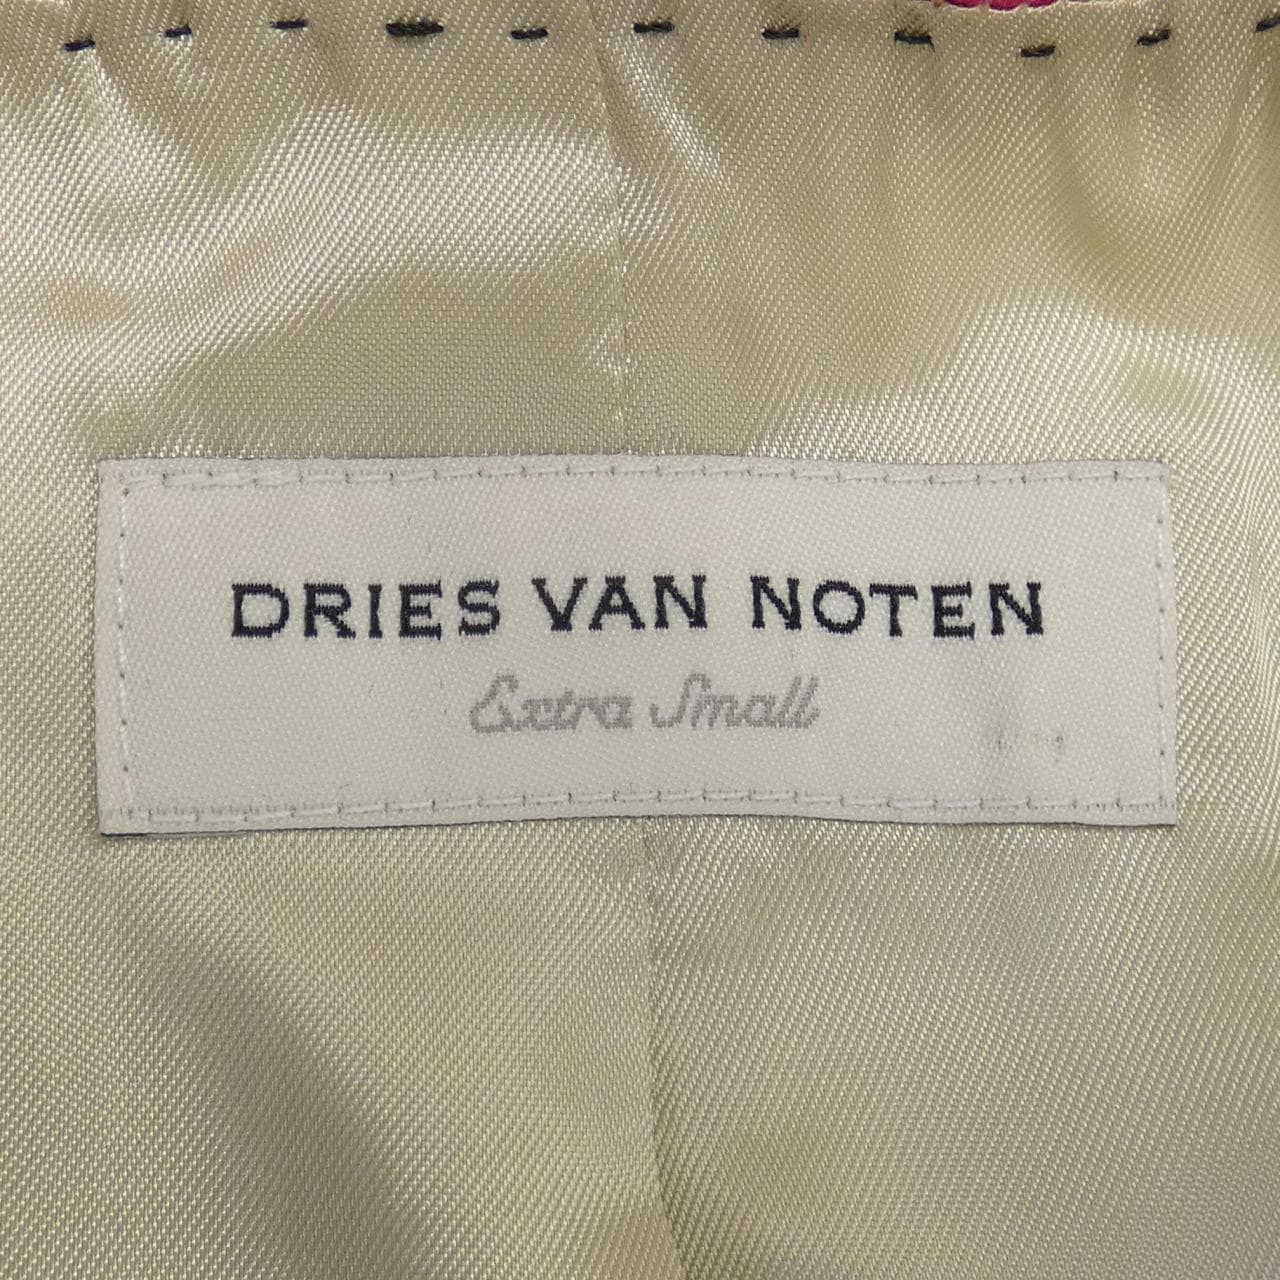 DRIES VAN NOTEN
Extra Small